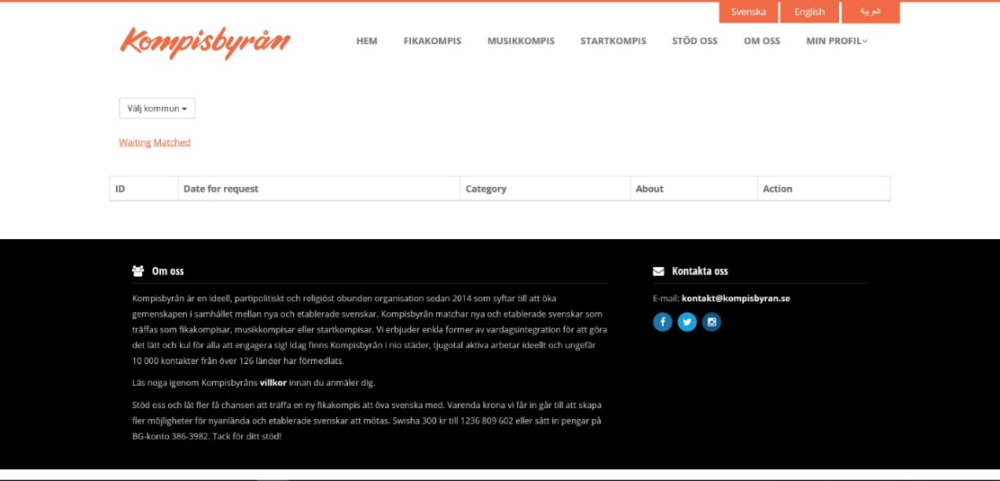 Svenska English العربية
Kompisbyrån
HEM FIKAKOMPIS MUSIKKOMPIS STARTKOMPIS STÖD OSS OM OSS MIN PROFIL
Välj kommun
Waiting Matched
ID Date for request Category About Action
Om oss
Kompisbyrån är en ideell, partipolitiskt och religiöst obunden organisation sedan 2014 som syftar till att öka
gemenskapen i samhället mellan nya och etablerade svenskar. Kompisbyrån matchar nya och etablerade svenskar som
träffas som fikakompisar, musikkompisar eller startkompisar. Vi erbjuder enkla former av vardagsintegration för att göra
det lätt och kul för alla att engagera sig! Idag finns Kompisbyrån i nio städer, tjugotal aktiva arbetar ideellt och ungefär
10 000 kontakter från över 126 länder har förmedlats.
Läs noga igenom Kompisbyråns villkor innan du anmäler dig.
Stöd oss och låt fler få chansen att träffa en ny fikakompis att öva svenska med. Varenda krona vi får in går till att skapa
fler möjligheter för nyanlända och etablerade svenskar att mötas. Swisha 300 kr till 1236 809 602 eller sätt in pengar på
BG-konto 386-3982. Tack för ditt stöd!
Kontakta oss
E-mail: kontakt@kompisbyran.se